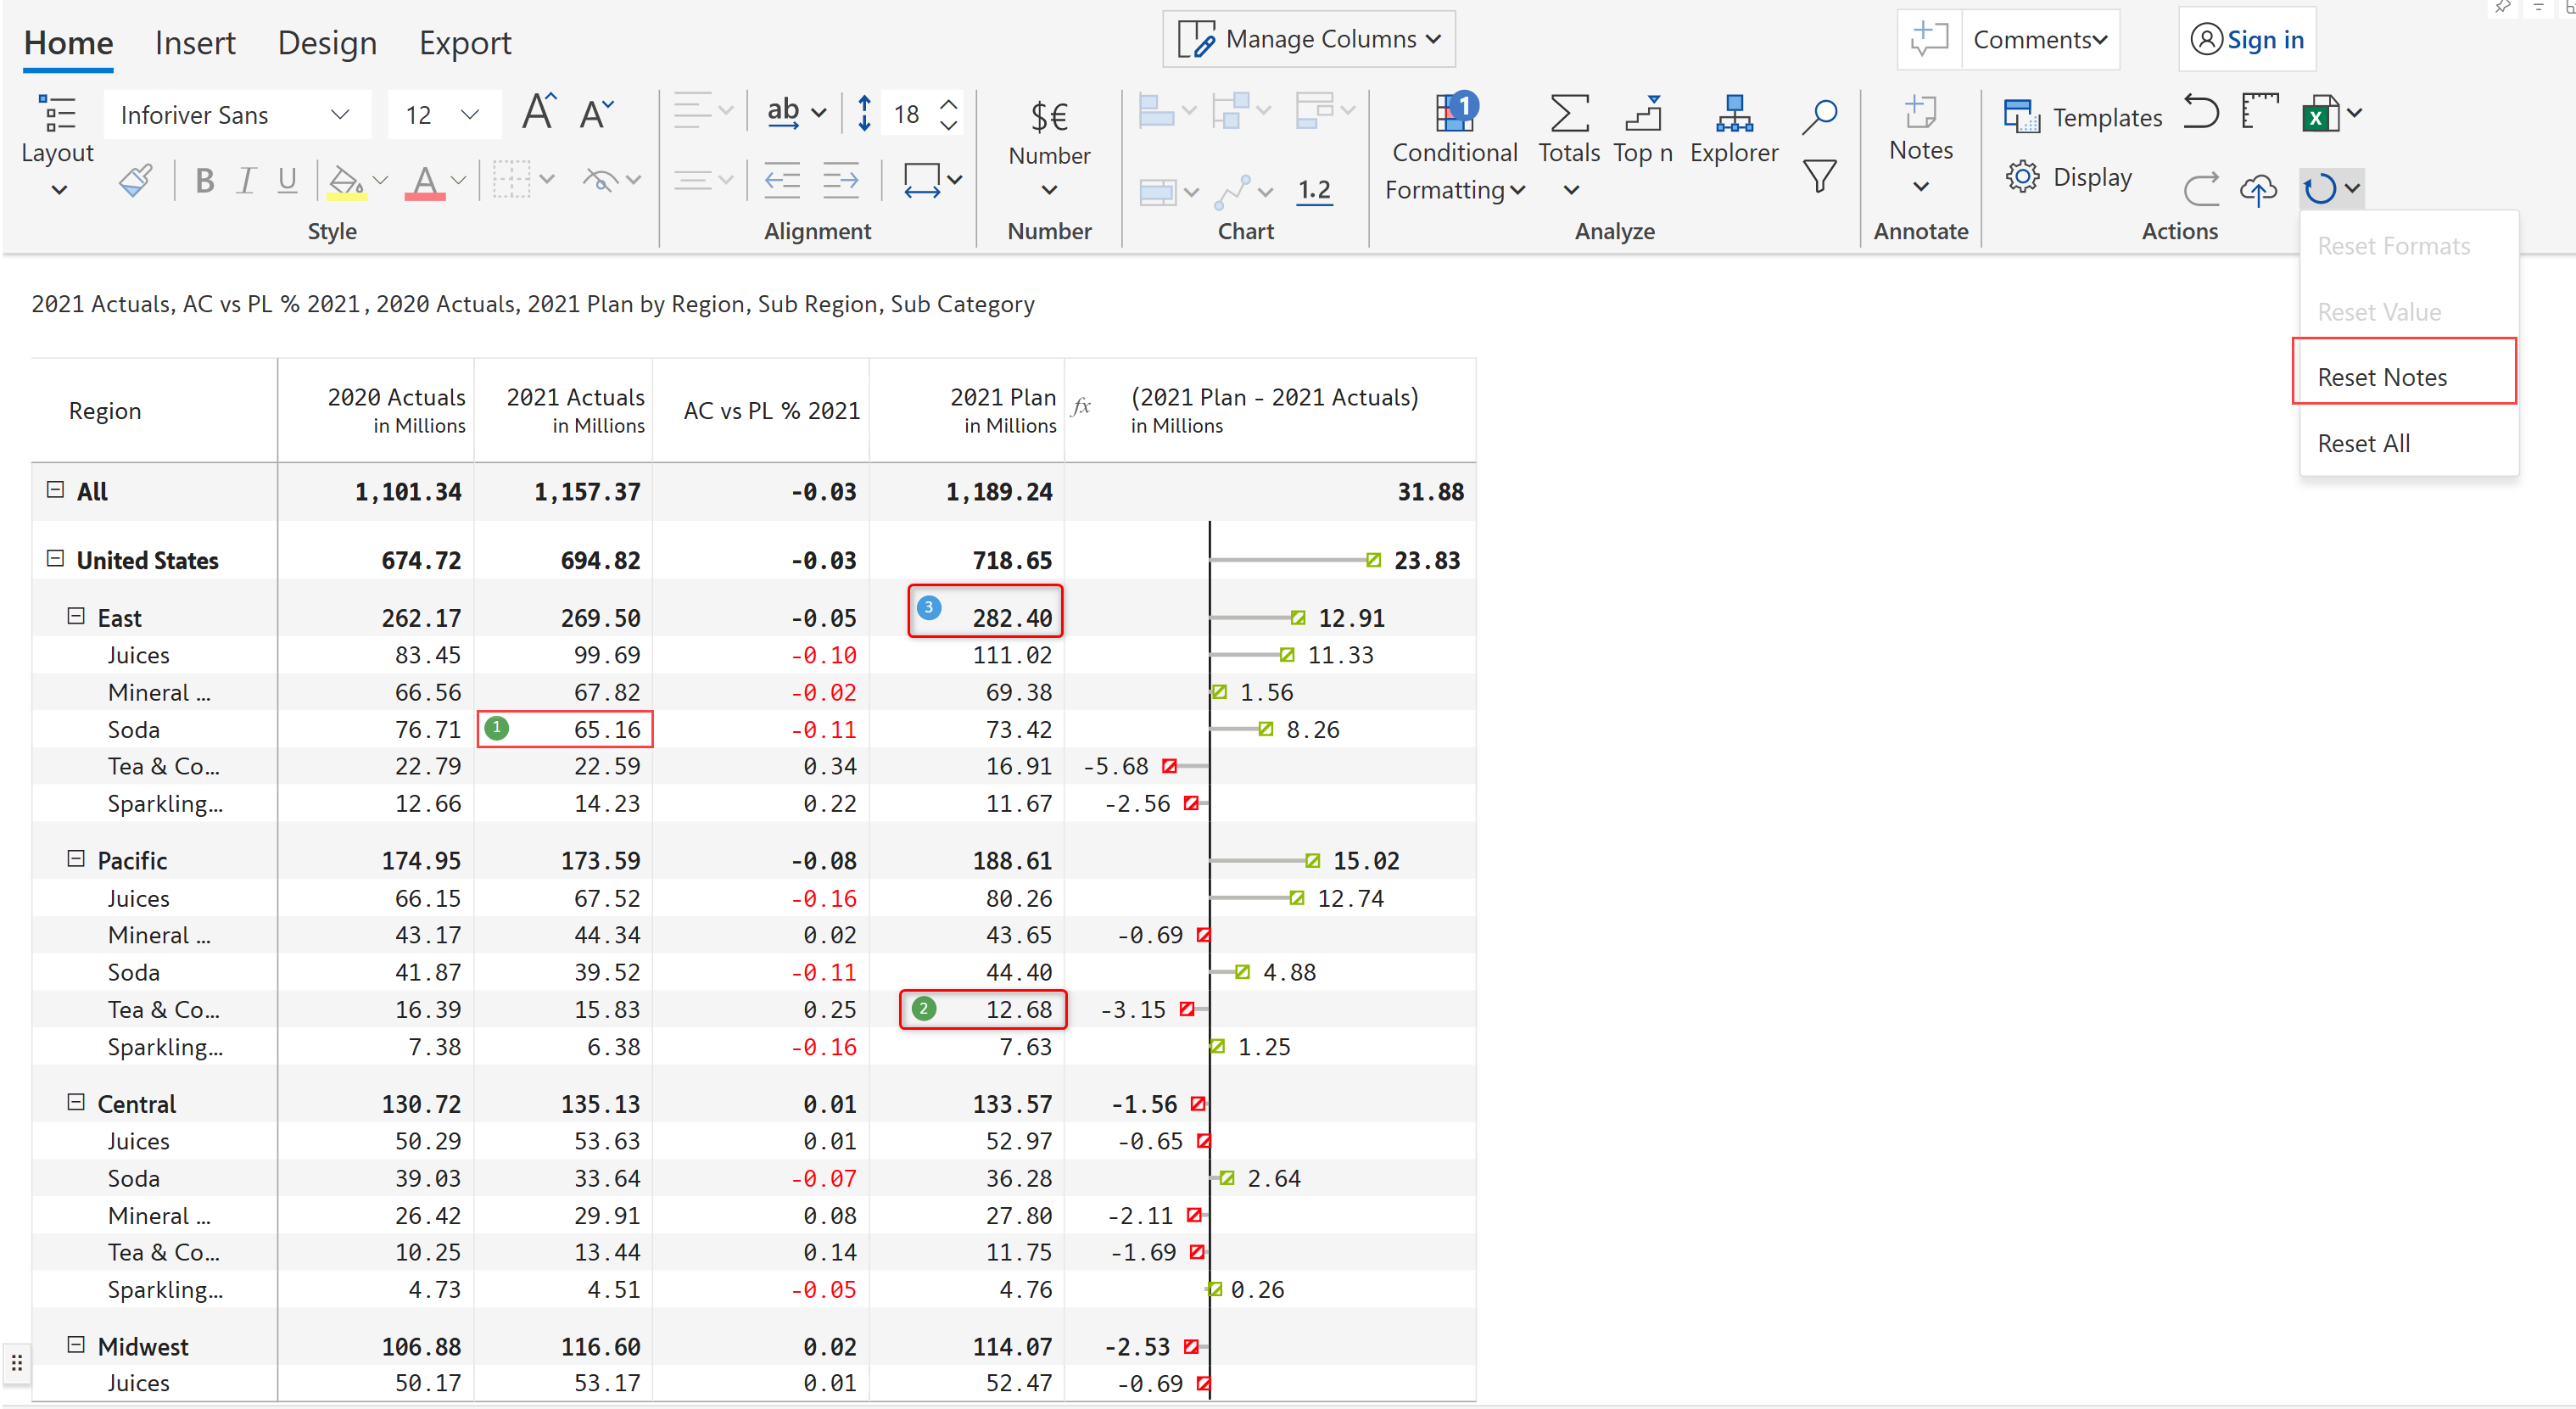 Home Insert Design Export Manage Columns Comments Sign in
Layout Inforiver Sans 12 A A ab 18 $€ Number 1 Conditional Formatting Totals Top n Explorer Notes Templates
B I U A 1.2 Display
Style Alignment Number Chart Analyze Annotate Actions
Reset Formats
Reset Value
Reset Notes
Reset All
2021 Actuals, AC vs PL % 2021, 2020 Actuals, 2021 Plan by Region, Sub Region, Sub Category
Region 2020 Actuals in Millions 2021 Actuals in Millions AC vs PL % 2021 2021 Plan in Millions fx (2021 Plan - 2021 Actuals) in Millions
All 1,101.34 1,157.37 -0.03 1,189.24 31.88
United States 674.72 694.82 -0.03 718.65 23.83
East 262.17 269.50 -0.05 3 282.40 12.91
Juices 83.45 99.69 -0.10 111.02 11.33
Mineral ... 66.56 67.82 -0.02 69.38 1.56
Soda 76.71 1 65.16 -0.11 73.42 8.26
Tea & Co... 22.79 22.59 0.34 16.91 -5.68
Sparkling... 12.66 14.23 0.22 11.67 -2.56
Pacific 174.95 173.59 -0.08 188.61 15.02
Juices 66.15 67.52 -0.16 80.26 12.74
Mineral ... 43.17 44.34 0.02 43.65 -0.69
Soda 41.87 39.52 -0.11 44.40 4.88
Tea & Co... 16.39 15.83 0.25 2 12.68 -3.15
Sparkling... 7.38 6.38 -0.16 7.63 1.25
Central 130.72 135.13 0.01 133.57 -1.56
Juices 50.29 53.63 0.01 52.97 -0.65
Soda 39.03 33.64 -0.07 36.28 2.64
Mineral ... 26.42 29.91 0.08 27.80 -2.11
Tea & Co... 10.25 13.44 0.14 11.75 -1.69
Sparkling... 4.73 4.51 -0.05 4.76 0.26
Midwest 106.88 116.60 0.02 114.07 -2.53
Juices 50.17 53.17 0.01 52.47 -0.69